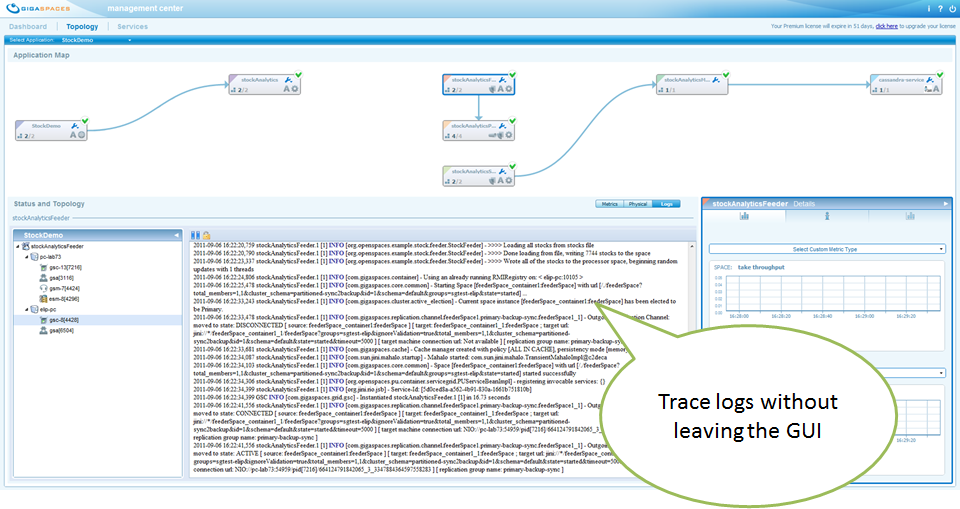 GIGASPACES management center
Dashboard Topology Services
Your Premium license will expire in 51 days, click here to upgrade your license
Select Application: StockDemo
Application Map
stockAnalytics
2/2
stockAnalyticsF...
2/2
stockAnalyticsH...
1/1
cassandra-service
1/1
StockDemo
2/2
stockAnalyticsP...
4/4
stockAnalyticsS...
2/2
Status and Topology
Metrics Physical Logs
stockAnalyticsFeeder
StockDemo
stockAnalyticsFeeder
pc-lab73
gsc-13[7216]
gsa[3116]
gsm-7[4424]
esm-8[4296]
elip-pc
gsc-8[4428]
gsa[6504]
2011-09-06 16:22:20,759 stockAnalyticsFeeder.1 [1] INFO [org.openspaces.example.stock.feeder.StockFeeder] - >>>> Loading all stocks from stocks file
2011-09-06 16:22:20,790 stockAnalyticsFeeder.1 [1] INFO [org.openspaces.example.stock.feeder.StockFeeder] - >>>> Done loading from file, writing 7744 stocks to the space
2011-09-06 16:22:23,337 stockAnalyticsFeeder.1 [1] INFO [org.openspaces.example.stock.feeder.StockFeeder] - >>>> Wrote all of the stocks to the processor space, beginning random
updates with 1 threads
2011-09-06 16:22:24,806 stockAnalyticsFeeder.1 [1] INFO [com.gigaspaces.container] - Using an already running RMIRegistry on: < elip-pc:10105 >
2011-09-06 16:22:25,478 stockAnalyticsFeeder.1 [1] INFO [com.gigaspaces.core.common] - Starting Space [feederSpace_container1:feederSpace] with url [/./feederSpace?
total_members=1,1&cluster_schema=partitioned-sync2backup&id=1&schema=default&groups=sgtest-elip&state=started] ...
2011-09-06 16:22:33,243 stockAnalyticsFeeder.1 [1] INFO [com.gigaspaces.cluster.active_election] - Current space instance [feederSpace_container1:feederSpace] has been elected to
be Primary.
2011-09-06 16:22:33,478 stockAnalyticsFeeder.1 [1] INFO [com.gigaspaces.replication.channel.feederSpace1.primary-backup-sync.feederSpace1_1] - Outgo ection Channel:
moved to state: DISCONNECTED [ source: feederSpace_container1:feederSpace ] [ target: feederSpace_container1_1:feederSpace ; target url:
jini://*/feederSpace_container1_1/feederSpace?groups=sgtest-elip&ignoreValidation=true&total_members=1,1&cluster_schema=partitioned-
sync2backup&id=1&schema=default&state=started&timeout=5000 ] [ target machine connection url: Not available ] [ replication group name: primary-backup-sy
2011-09-06 16:22:33,681 stockAnalyticsFeeder.1 [1] INFO [com.gigaspaces.cache] - Cache manager created with policy [ALL IN CACHE], persistency mode [memory
2011-09-06 16:22:34,087 stockAnalyticsFeeder.1 [1] INFO [com.sun.jini.mahalo.startup] - Mahalo started: com.sun.jini.mahalo.TransientMahaloImpl@c2deca
2011-09-06 16:22:34,103 stockAnalyticsFeeder.1 [1] INFO [com.gigaspaces.core.common] - Space [feederSpace_container1:feederSpace] with url [/./feederSpace?
total_members=1,1&cluster_schema=partitioned-sync2backup&id=1&schema=default&groups=sgtest-elip&state=started] started successfully
2011-09-06 16:22:34,306 stockAnalyticsFeeder.1 [1] INFO [org.openspaces.pu.container.servicegrid.PUServiceBeanImpl] - registering invocable services: {}
2011-09-06 16:22:34,399 stockAnalyticsFeeder.1 [1] INFO [org.jini.rio.jsb] - Service-Id:
2011-09-06 16:22:34,399 GSC INFO [com.gigaspaces.grid.gsc] - Instantiated stockAnalyticsFeeder.1 [1] in 16.73 seconds
2011-09-06 16:22:41,556 stockAnalyticsFeeder.1 [1] INFO [com.gigaspaces.replication.channel.feederSpace1.primary-backup-sync.feederSpace1_1] - Outgo
moved to state: CONNECTED [ source: feederSpace_container1:feederSpace ] [ target: feederSpace_container1_1:feederSpace ; target url:
jini://*/feederSpace_container1_1/feederSpace?groups=sgtest-elip&ignoreValidation=true&total_members=1,1&cluster_schema=partitioned-
sync2backup&id=1&schema=default&state=started&timeout=5000 ] [ target machine connection url: NIO://pc-lab73:54959/pid[7216]/664124791842065_3
replication group name: primary-backup-sync ]
2011-09-06 16:22:41,556 stockAnalyticsFeeder.1 [1] INFO [com.gigaspaces.replication.channel.feederSpace1.primary-backup-sync.feederSpace1_1] - Outgo
moved to state: ACTIVE [ source: feederSpace_container1:feederSpace ] [ target: feederSpace_container1_1:feederSpace ; target url: jini://*/feederSpace_contain
groups=sgtest-elip&ignoreValidation=true&total_members=1,1&cluster_schema=partitioned-sync2backup&id=1&schema=default&state=started&timeout=500
connection url: NIO://pc-lab73:54959/pid[7216]/664124791842065_3_3347884364597558283 ] [ replication group name: primary-backup-sync ]
stockAnalyticsFeeder Details
Select Custom Metric Type
SPACE: take throughput
16:28:00 16:28:40 16:29:20
16:29:20
Trace logs without
leaving the GUI